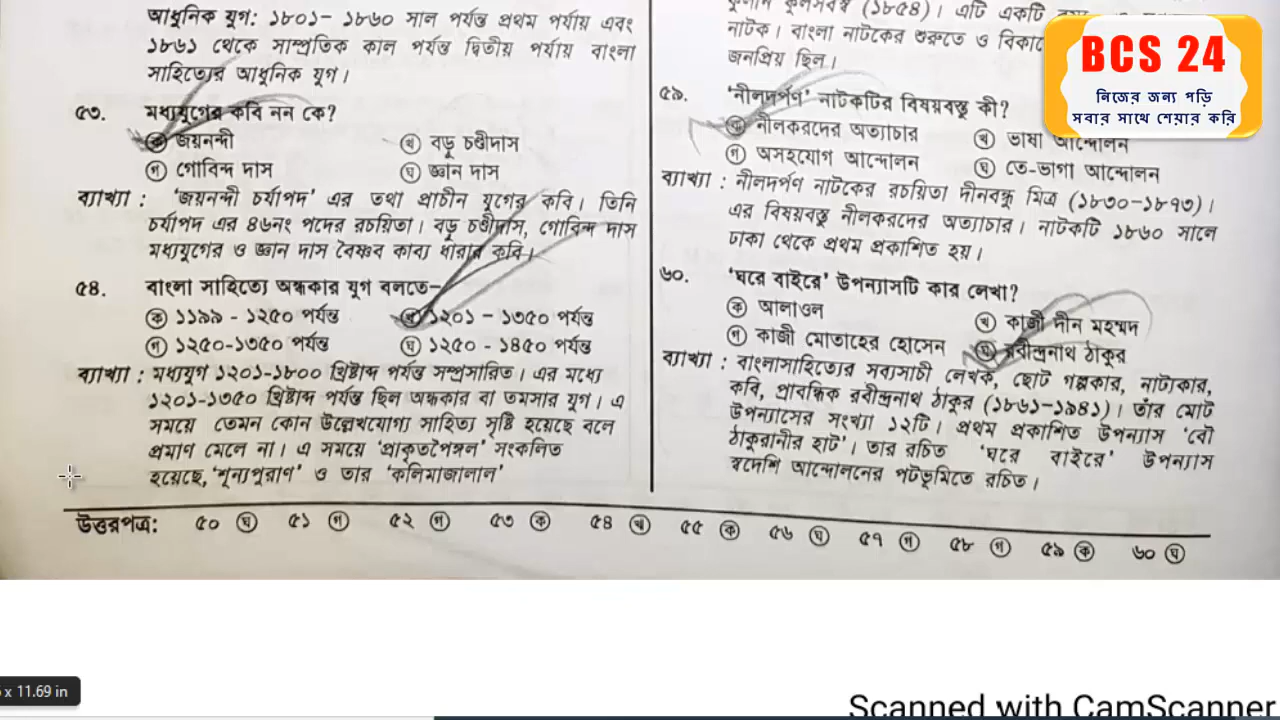 আধুনিক যুগ: ১৮০১– ১৮৬০ সাল পর্যন্ত প্রথম পর্যায় এবং
১৮৬১ থেকে সাম্প্রতিক কাল পর্যন্ত দ্বিতীয় পর্যায় বাংলা
সাহিত্যের আধুনিক যুগ।
৫৩. মধ্যযুগের কবি নন কে?
ক জয়নন্দী খ বড়ু চণ্ডীদাস
গ গোবিন্দ দাস ঘ জ্ঞান দাস
ব্যাখ্যা : 'জয়নন্দী চর্যাপদ' এর তথা প্রাচীন যুগের কবি। তিনি
চর্যাপদ এর ৪৬নং পদের রচয়িতা। বড়ু চণ্ডীদাস, গোবিন্দ দাস
মধ্যযুগের ও জ্ঞান দাস বৈষ্ণব কাব্য ধারার কবি।
৫৪. বাংলা সাহিত্যে অন্ধকার যুগ বলতে–
ক ১১৯৯ - ১২৫০ পর্যন্ত খ ১২০১ – ১৩৫০ পর্যন্ত
গ ১২৫০-১৩৫০ পর্যন্ত ঘ ১২৫০ - ১৪৫০ পর্যন্ত
ব্যাখ্যা : মধ্যযুগ ১২০১-১৮০০ খ্রিষ্টাব্দ পর্যন্ত সম্প্রসারিত। এর মধ্যে
১২০১-১৩৫০ খ্রিষ্টাব্দ পর্যন্ত ছিল অন্ধকার বা তমসার যুগ। এ
সময়ে তেমন কোন উল্লেখযোগ্য সাহিত্য সৃষ্টি হয়েছে বলে
প্রমাণ মেলে না। এ সময়ে 'প্রাকৃতপৈঙ্গল' সংকলিত
হয়েছে, 'শূন্যপুরাণ' ও তার 'কলিমাজালাল'
কুলীন কুলসর্বস্ব (১৮৫৪)। এটি একটি
নাটক। বাংলা নাটকের শুরুতে ও বিকাশে
জনপ্রিয় ছিল।
৫৯. 'নীলদর্পণ' নাটকটির বিষয়বস্তু কী?
ক নীলকরদের অত্যাচার খ ভাষা আন্দোলন
গ অসহযোগ আন্দোলন ঘ তে-ভাগা আন্দোলন
ব্যাখ্যা : নীলদর্পণ নাটকের রচয়িতা দীনবন্ধু মিত্র (১৮৩০-১৮৭৩)।
এর বিষয়বস্তু নীলকরদের অত্যাচার। নাটকটি ১৮৬০ সালে
ঢাকা থেকে প্রথম প্রকাশিত হয়।
৬০. 'ঘরে বাইরে' উপন্যাসটি কার লেখা?
ক আলাওল খ কাজী দীন মহম্মদ
গ কাজী মোতাহের হোসেন ঘ রবীন্দ্রনাথ ঠাকুর
ব্যাখ্যা : বাংলাসাহিত্যের সব্যসাচী লেখক, ছোট গল্পকার, নাট্যকার,
কবি, প্রাবন্ধিক রবীন্দ্রনাথ ঠাকুর (১৮৬১-১৯৪১)। তাঁর মোট
উপন্যাসের সংখ্যা ১২টি। প্রথম প্রকাশিত উপন্যাস 'বৌ
ঠাকুরানীর হাট'। তার রচিত 'ঘরে বাইরে' উপন্যাস
স্বদেশি আন্দোলনের পটভূমিতে রচিত।
উত্তরপত্র: ৫০ ঘ ৫১ গ ৫২ গ ৫৩ ক ৫৪ খ ৫৫ ক ৫৬ ঘ ৫৭ গ ৫৮ গ ৫৯ ক ৬০ ঘ
BCS 24
নিজের জন্য পড়ি
সবার সাথে শেয়ার করি
x 11.69 in
Scanned with CamScanner